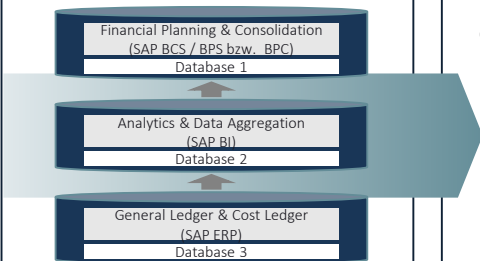 Financial Planning & Consolidation
(SAP BCS / BPS bzw. BPC)
Database 1
Analytics & Data Aggregation
(SAP BI)
Database 2
General Ledger & Cost Ledger
(SAP ERP)
Database 3